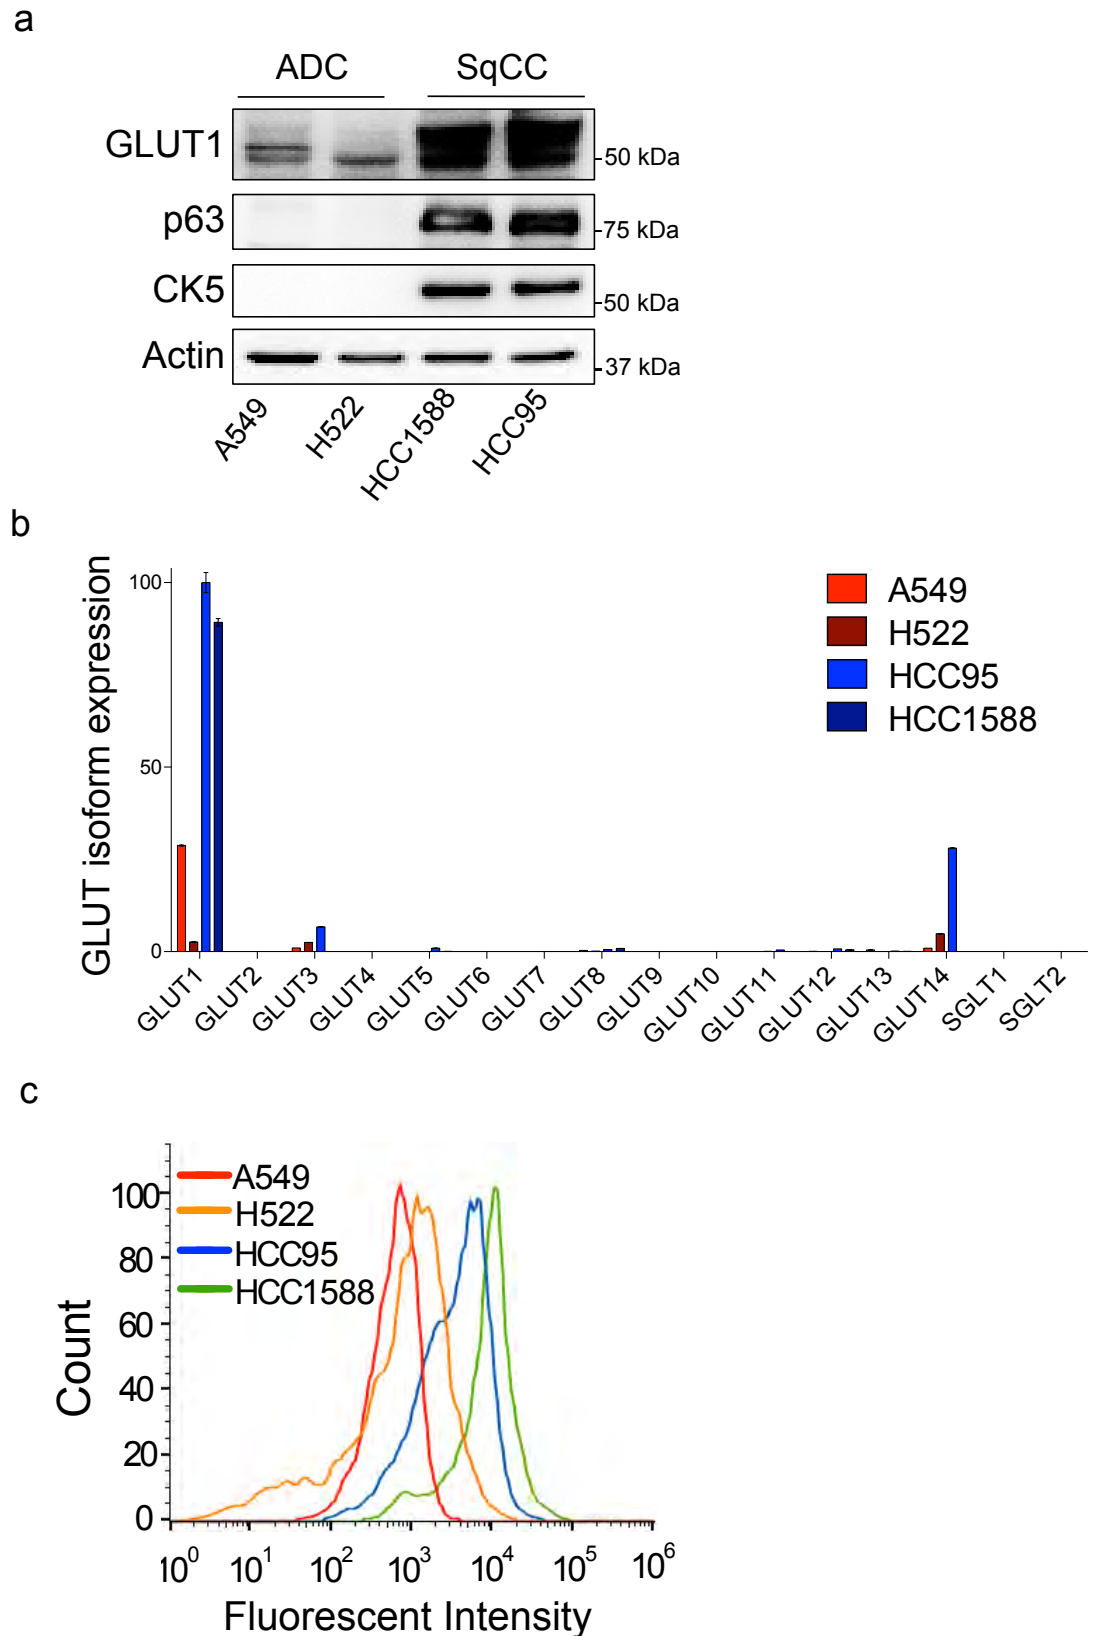 a
ADC SqCC
GLUT1
50 kDa
p63
75 kDa
CK5
50 kDa
Actin
37 kDa
A549 H522 HCC1588 HCC95
b
GLUT isoform expression
100
50
0
A549
H522
HCC95
HCC1588
GLUT1 GLUT2 GLUT3 GLUT4 GLUT5 GLUT6 GLUT7 GLUT8 GLUT9 GLUT10 GLUT11 GLUT12 GLUT13 GLUT14 SGLT1 SGLT2
c
A549
H522
HCC95
HCC1588
Count
100
80
60
40
20
0
10^0 10^1 10^2 10^3 10^4 10^5 10^6
Fluorescent Intensity